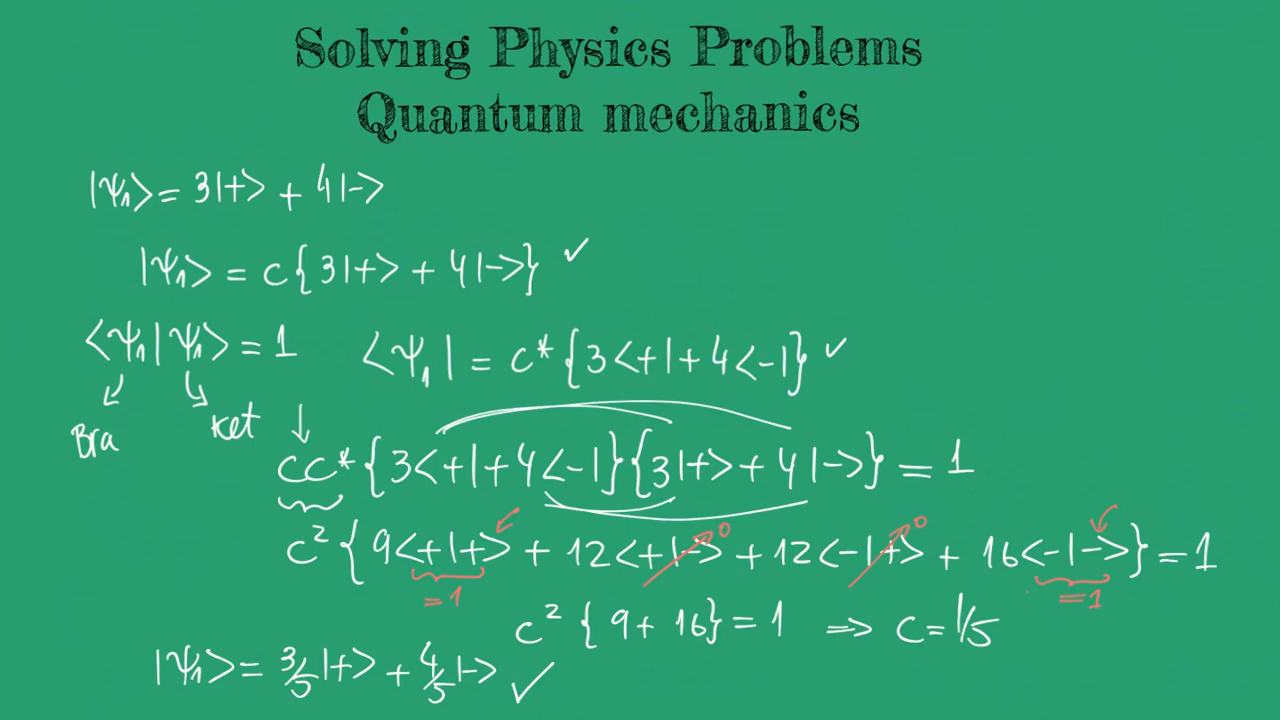 Solving Physics Problems
Quantum mechanics
|Ψ₁> = 3|+> + 4|->
|Ψ₁> = c{3|+> + 4|->} ✓
<Ψ₁|Ψ₁> = 1
<Ψ₁| = c*{3<+|+4<-|} ✓
Bra
Ket
cc*{3<+|+4<-|}{3|+> + 4|->} = 1
c²{9<+|+> + 12<+|-> + 12<-|+> + 16<-|->} = 1
0
0
=1
=1
c²{9+16} = 1 => c = 1/5
|Ψ₁> = 3/5|+> + 4/5|-> ✓